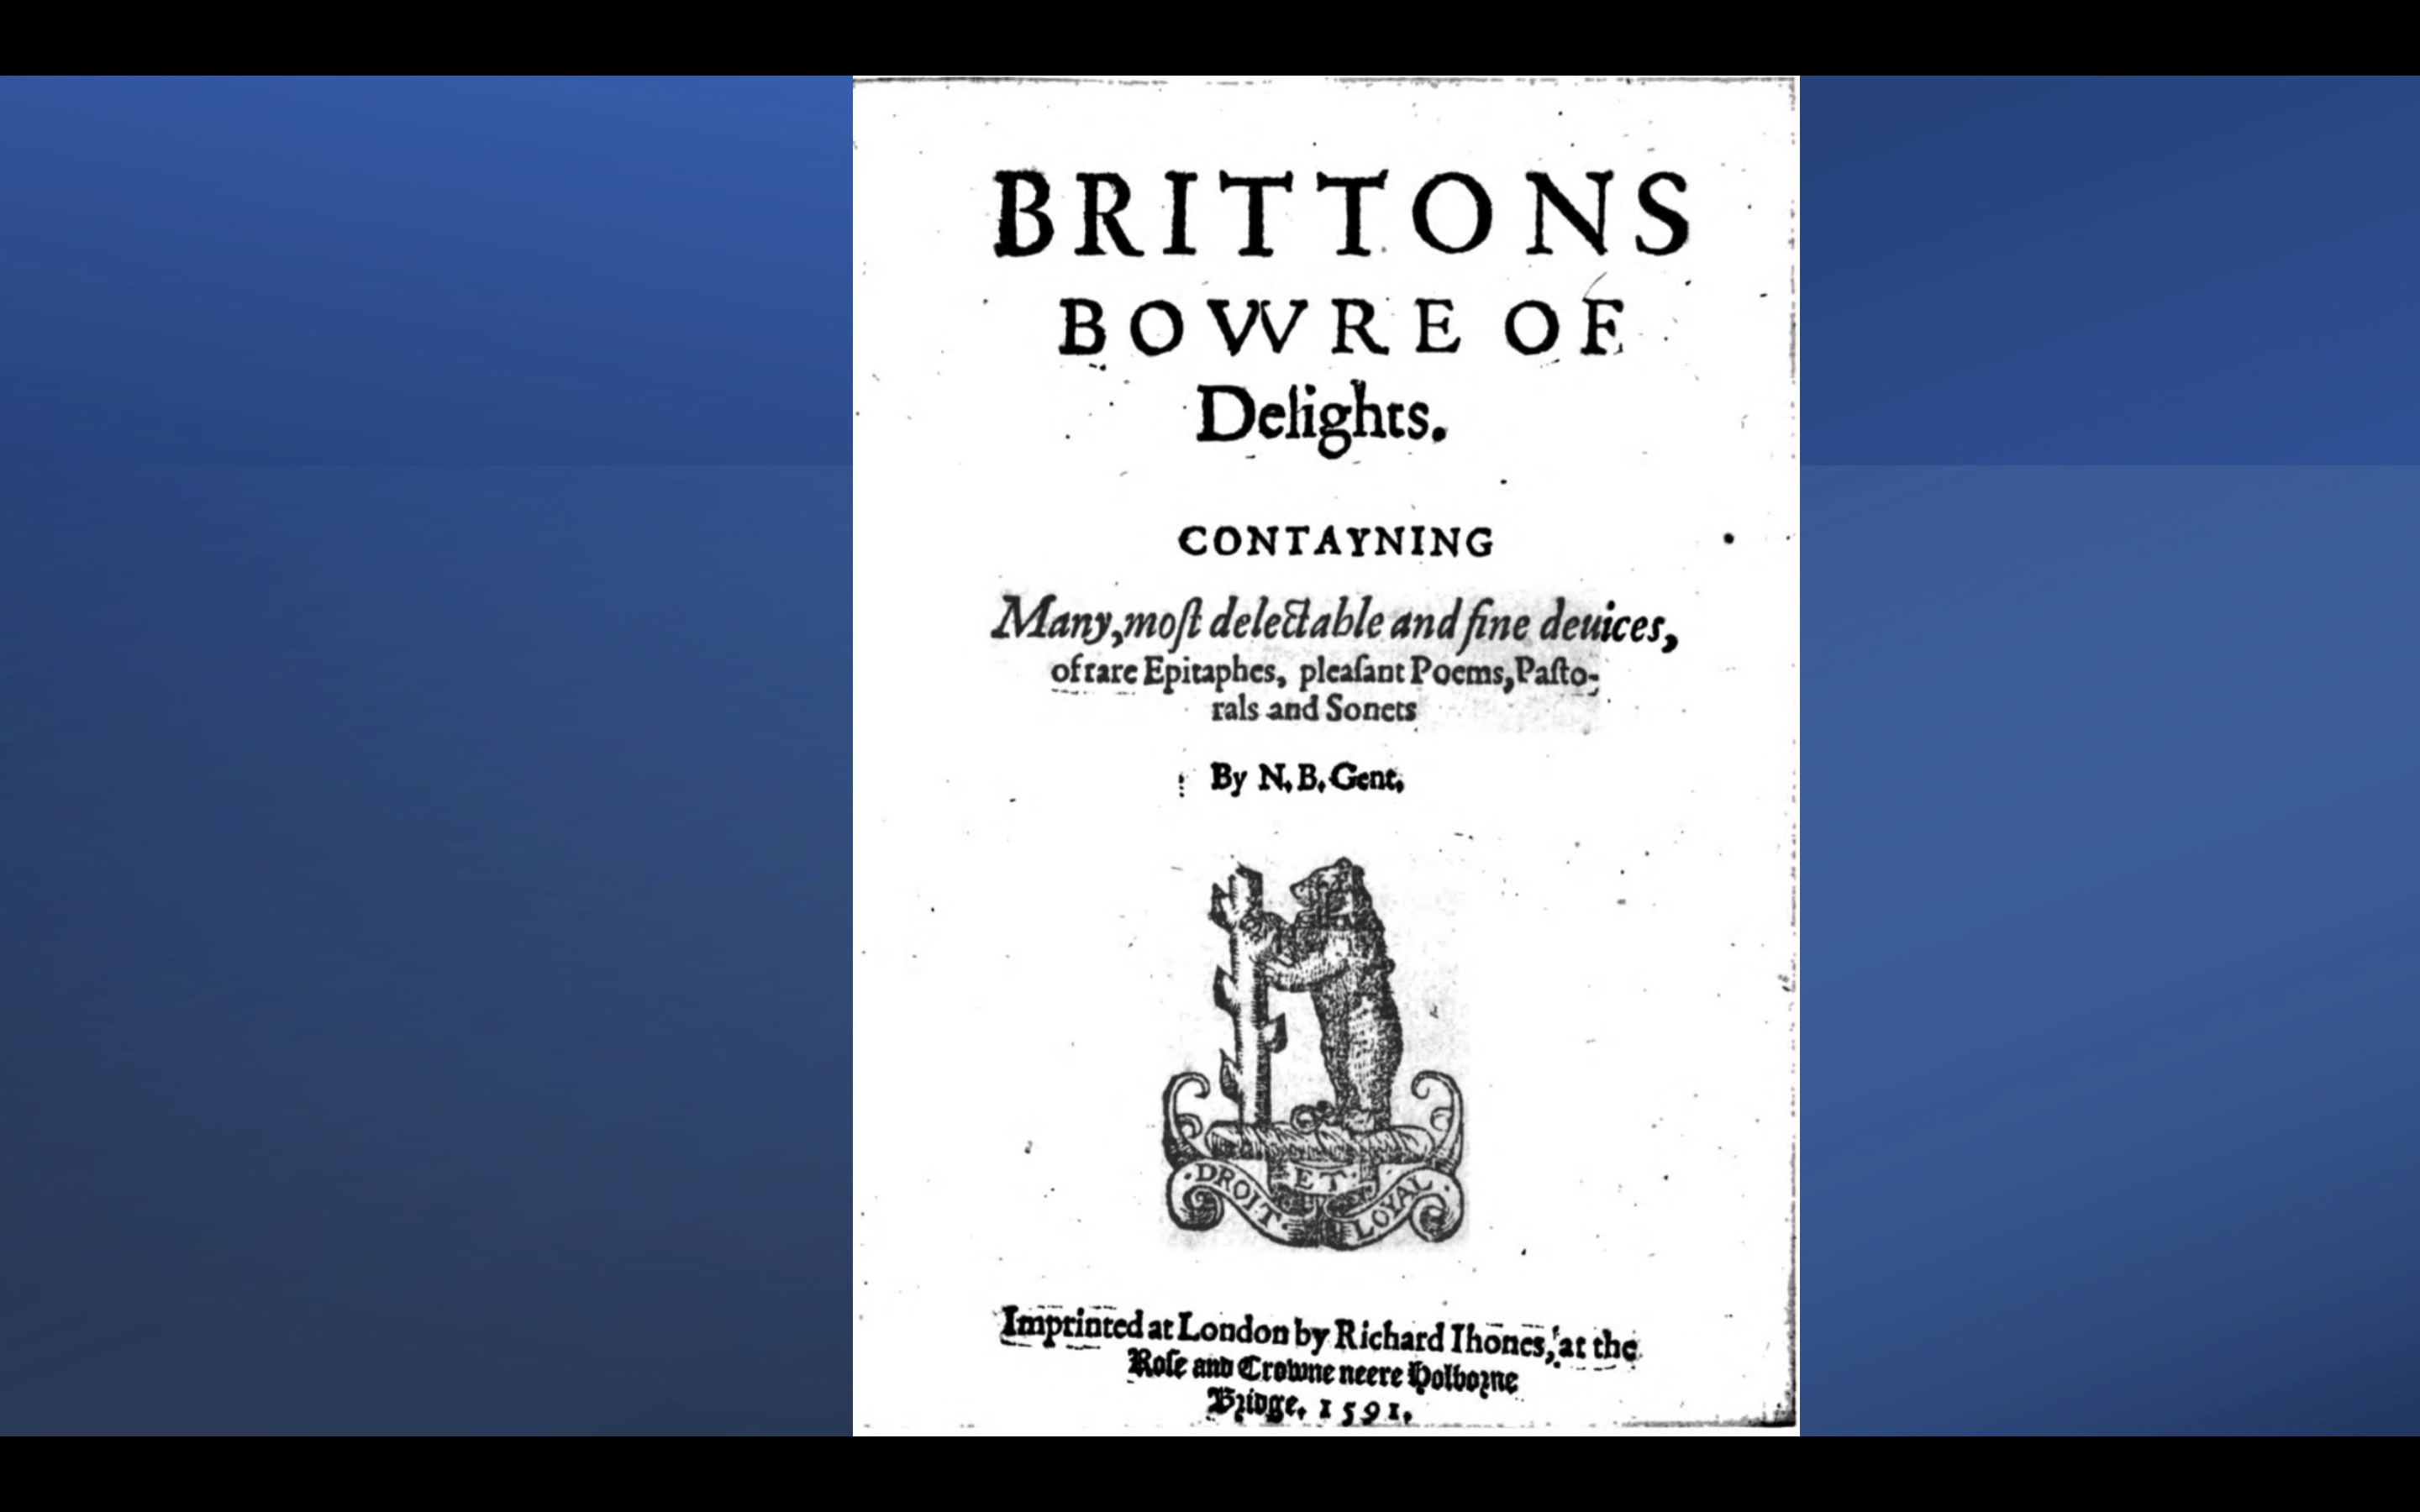 BRITTONS
BOWRE OF
Delights.
CONTAYNING
Many, moſt delectable and fine deuices,
of rare Epitaphes, pleaſant Poems, Paſto-
rals and Sonets
By N. B. Gent.
DROIT ET LOYAL
Imprinted at London by Richard Ihones, at the
Roſe and Crowne neere Holborne
Bridge. 1591.